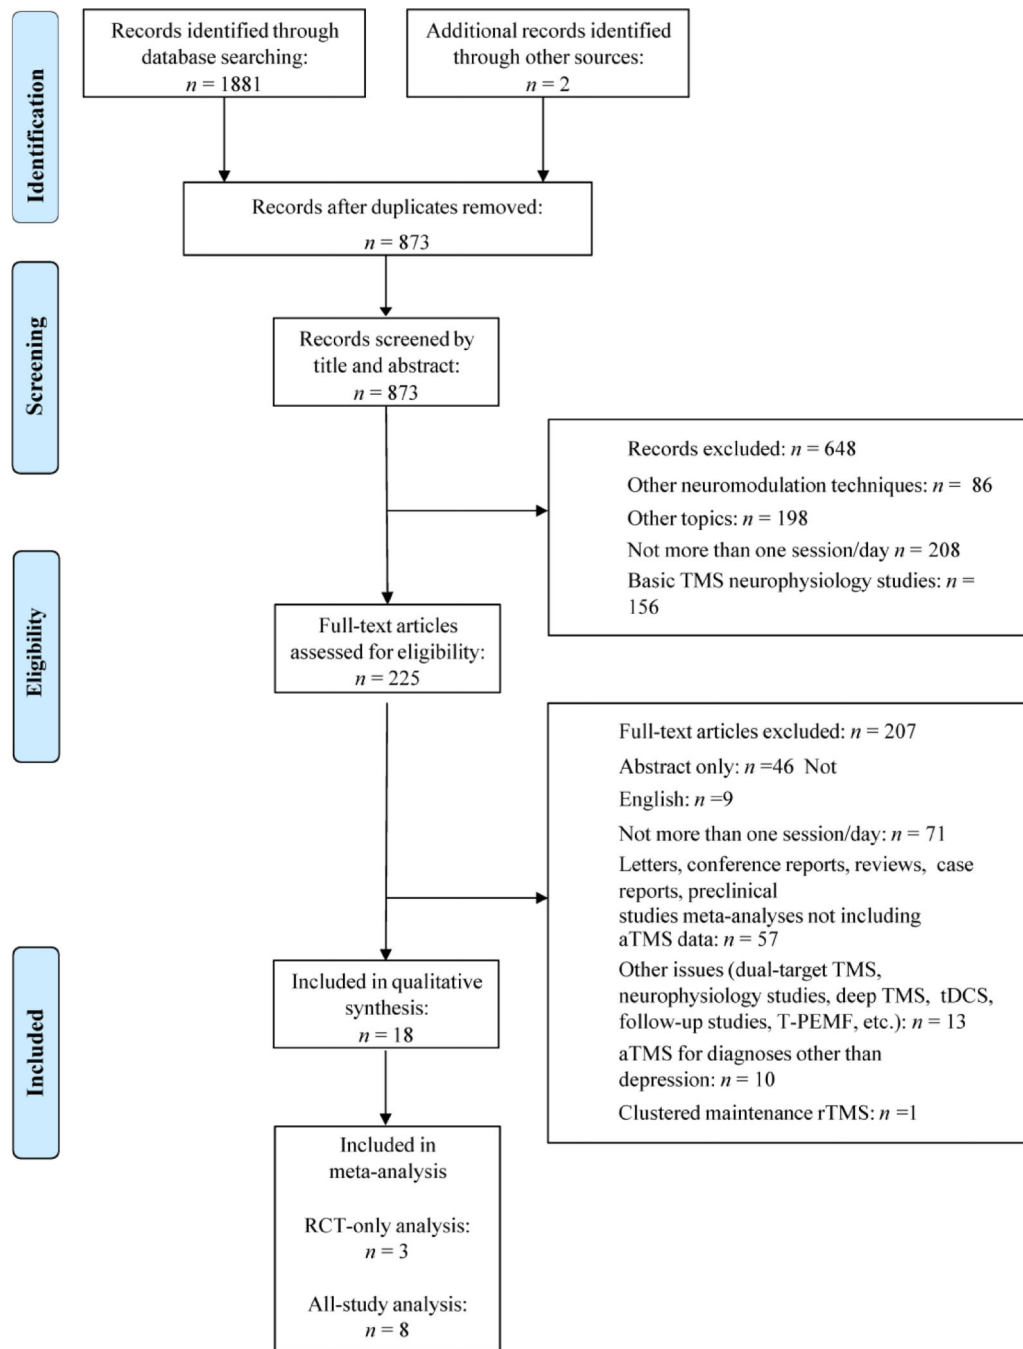 Identification
Records identified through
database searching:
n = 1881
Additional records identified
through other sources:
n = 2
Records after duplicates removed:
n = 873
Screening
Records screened by
title and abstract:
n = 873
Records excluded: n = 648
Other neuromodulation techniques: n = 86
Other topics: n = 198
Not more than one session/day n = 208
Basic TMS neurophysiology studies: n =
156
Eligibility
Full-text articles
assessed for eligibility:
n = 225
Full-text articles excluded: n = 207
Abstract only: n =46 Not
English: n =9
Not more than one session/day: n = 71
Letters, conference reports, reviews, case
reports, preclinical
studies meta-analyses not including
aTMS data: n = 57
Other issues (dual-target TMS,
neurophysiology studies, deep TMS, tDCS,
follow-up studies, T-PEMF, etc.): n = 13
aTMS for diagnoses other than
depression: n = 10
Clustered maintenance rTMS: n =1
Included
Included in qualitative
synthesis:
n = 18
Included in
meta-analysis
RCT-only analysis:
n = 3
All-study analysis:
n = 8